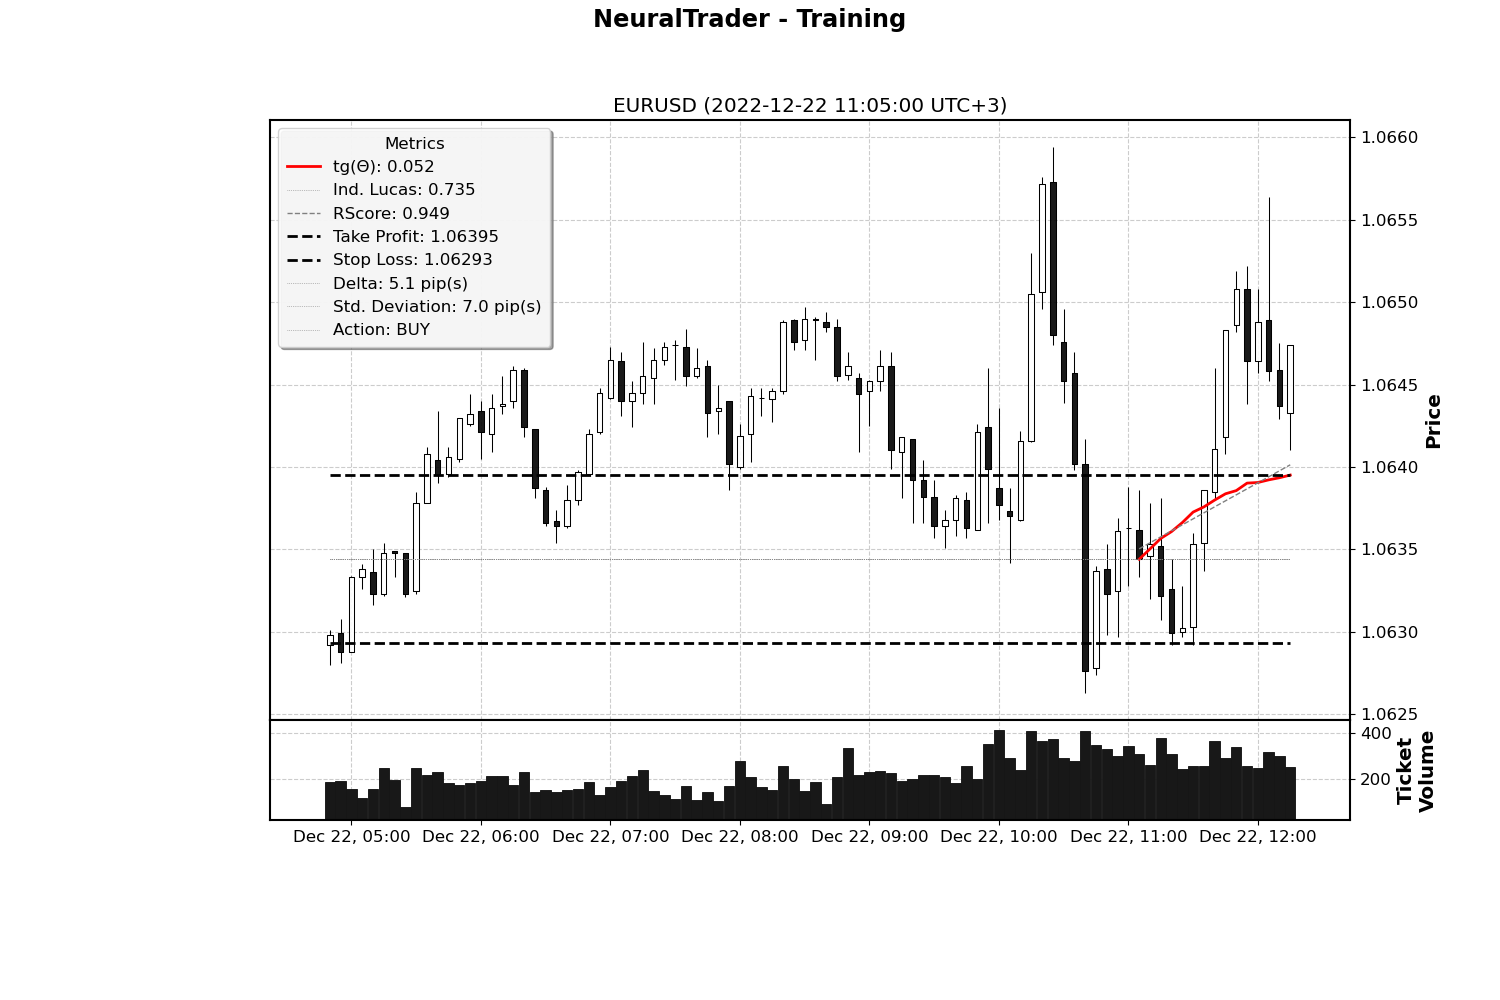 NeuralTrader - Training
EURUSD (2022-12-22 11:05:00 UTC+3)
Metrics
tg(Θ): 0.052
Ind. Lucas: 0.735
RScore: 0.949
Take Profit: 1.06395
Stop Loss: 1.06293
Delta: 5.1 pip(s)
Std. Deviation: 7.0 pip(s)
Action: BUY
1.0660
1.0655
1.0650
1.0645
1.0640
1.0635
1.0630
1.0625
Price
400
200
Ticket
Volume
Dec 22, 05:00 Dec 22, 06:00 Dec 22, 07:00 Dec 22, 08:00 Dec 22, 09:00 Dec 22, 10:00 Dec 22, 11:00 Dec 22, 12:00